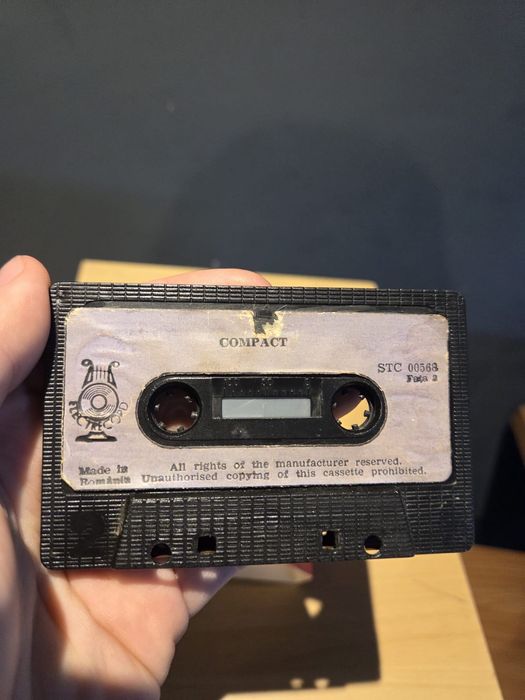 COMPACT
STC 00568
Fața 2
ELECTRECORD
Made in
România
All rights of the manufacturer reserved.
Unauthorised copying of this cassette prohibited.